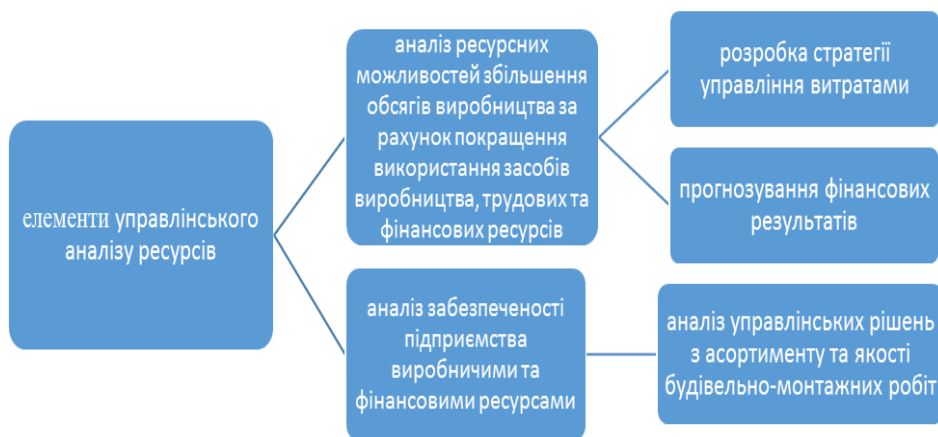 елементи управлінського
аналізу ресурсів
аналіз ресурсних
можливостей збільшення
обсягів виробництва за
рахунок покращення
використання засобів
виробництва, трудових та
фінансових ресурсів
розробка стратегії
управління витратами
прогнозування фінансових
результатів
аналіз забезпеченості
підприємства
виробничими та
фінансовими ресурсами
аналіз управлінських рішень
з асортименту та якості
будівельно-монтажних робіт